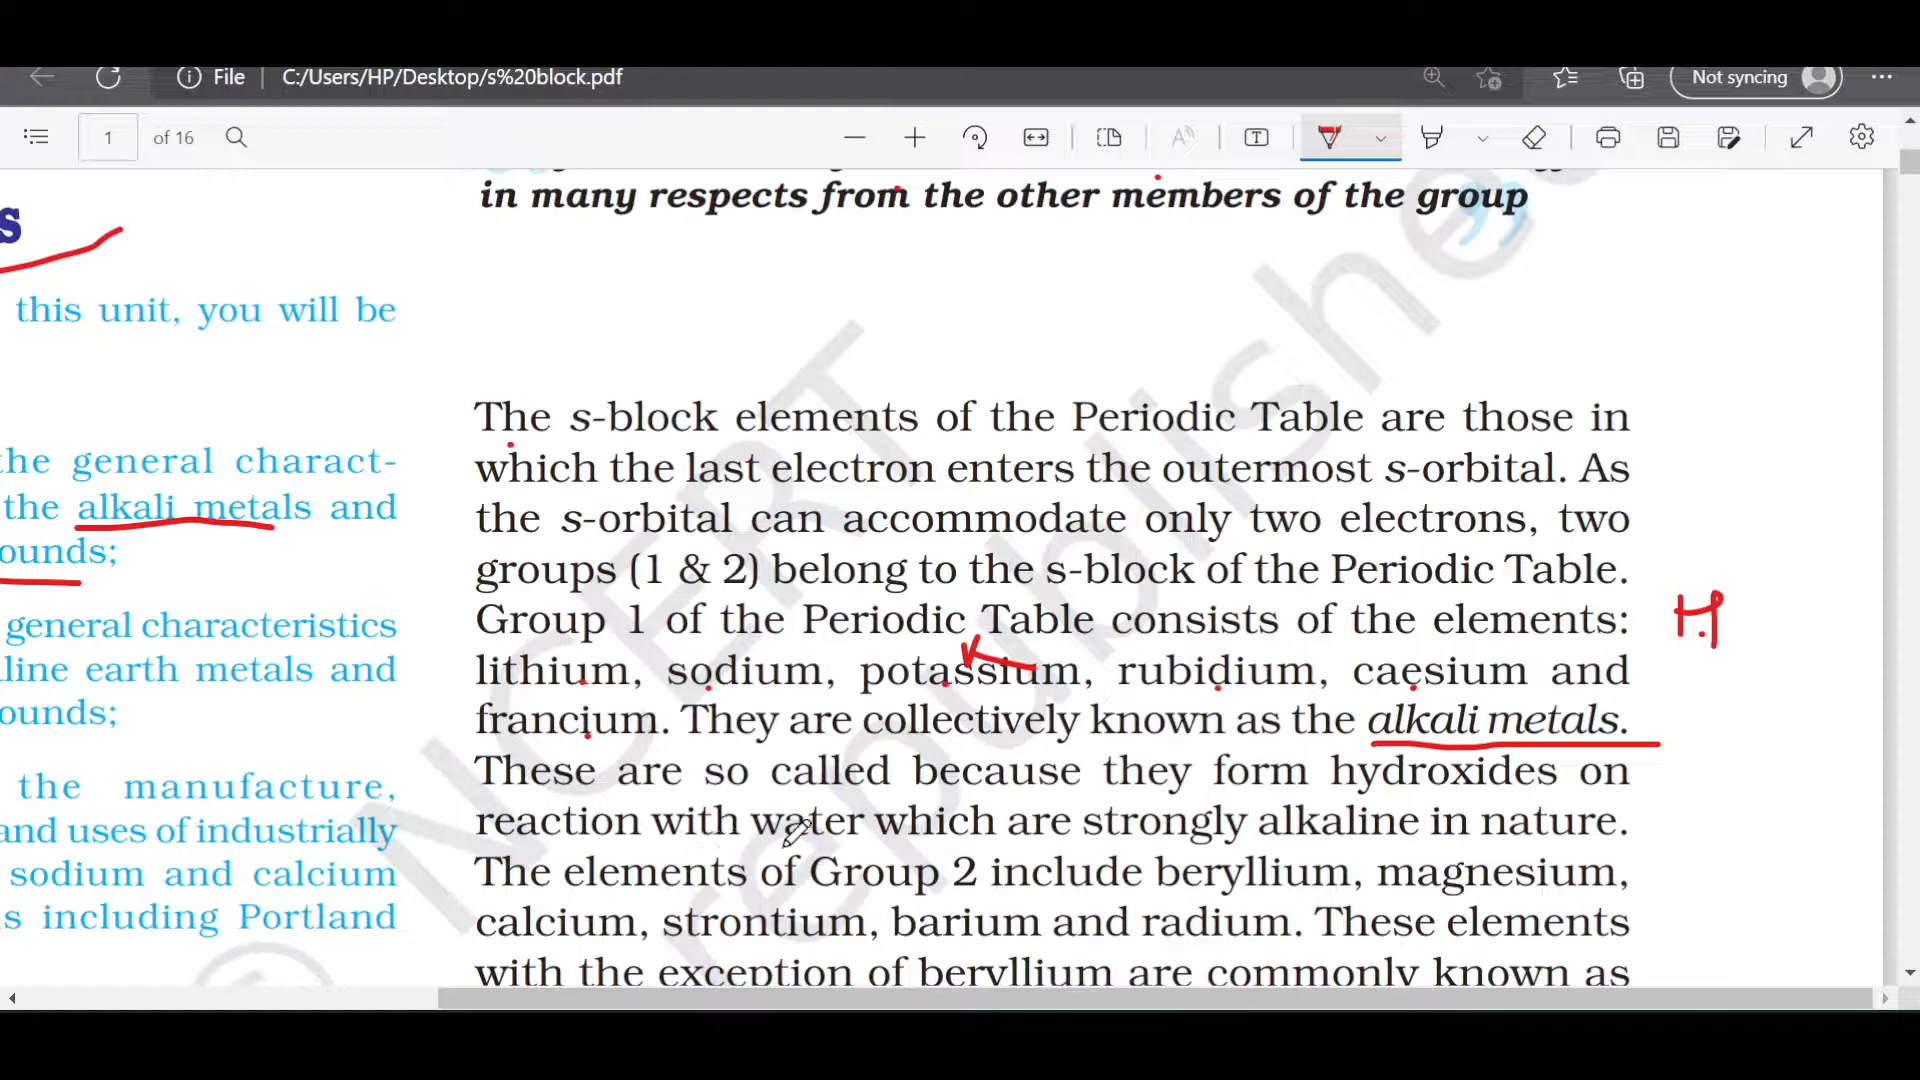 File
C:/Users/HP/Desktop/s%20block.pdf
Not syncing
1 of 16
in many respects from the other members of the group
s
this unit, you will be
the general charact-
the alkali metals and
ounds;
general characteristics
line earth metals and
ounds;
the manufacture,
and uses of industrially
sodium and calcium
s including Portland
The s-block elements of the Periodic Table are those in
which the last electron enters the outermost s-orbital. As
the s-orbital can accommodate only two electrons, two
groups (1 & 2) belong to the s-block of the Periodic Table.
Group 1 of the Periodic Table consists of the elements:
lithium, sodium, potassium, rubidium, caesium and
francium. They are collectively known as the alkali metals.
These are so called because they form hydroxides on
reaction with water which are strongly alkaline in nature.
The elements of Group 2 include beryllium, magnesium,
calcium, strontium, barium and radium. These elements
with the exception of beryllium are commonly known as
H
© NCERT
republishe